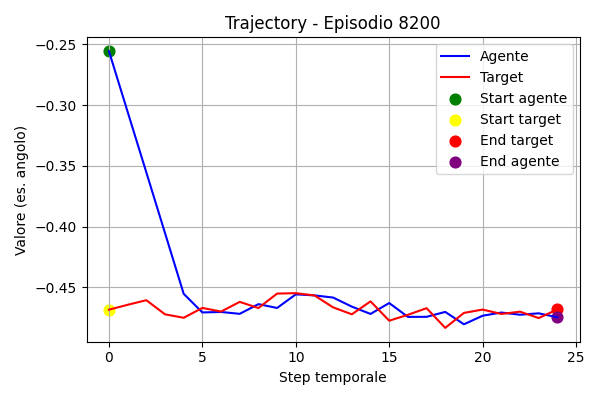 Trajectory - Episodio 8200
Agente
Target
Start agente
Start target
End target
End agente
Valore (es. angolo)
−0.25
−0.30
−0.35
−0.40
−0.45
0
5
10
15
20
25
Step temporale